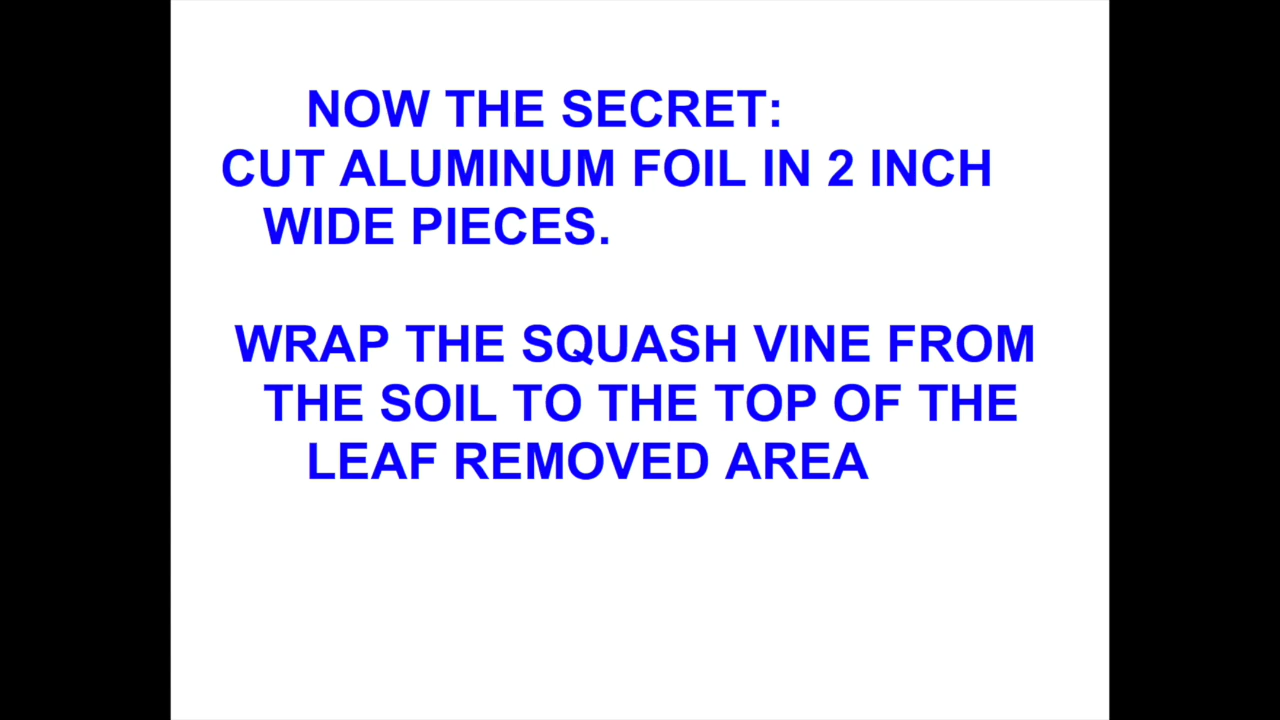 NOW THE SECRET:
CUT ALUMINUM FOIL IN 2 INCH
WIDE PIECES.
WRAP THE SQUASH VINE FROM
THE SOIL TO THE TOP OF THE
LEAF REMOVED AREA